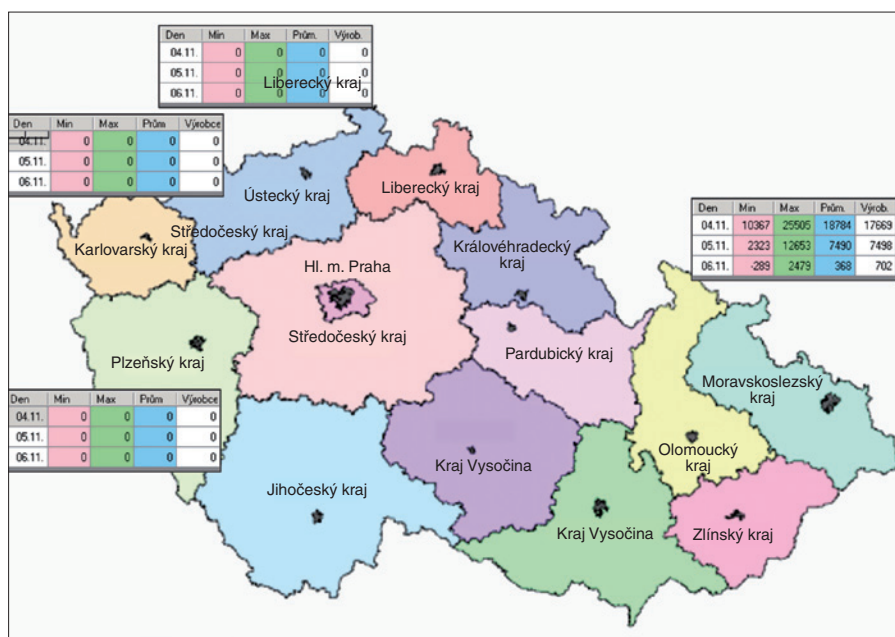 Den Min Max Prům. Výrob.
04.11. 0 0 0 0
05.11. 0 0 0 0
06.11. 0 0 0 0
Liberecký kraj
Den Min Max Prům Výrobce
04.11. 0 0 0 0
05.11. 0 0 0 0
06.11. 0 0 0 0
Ústecký kraj
Liberecký kraj
Středočeský kraj
Karlovarský kraj
Královéhradecký
kraj
Den Min Max Prům. Výrob.
04.11. 10367 25505 18784 17669
05.11. 2323 12653 7490 7498
06.11. -289 2479 368 702
Hl. m. Praha
Středočeský kraj
Plzeňský kraj
Pardubický kraj
Moravskoslezský
kraj
Den Min Max Prům Výrobce
04.11. 0 0 0 0
05.11. 0 0 0 0
06.11. 0 0 0 0
Kraj Vysočina
Olomoucký
kraj
Jihočeský kraj
Kraj Vysočina
Zlínský kraj